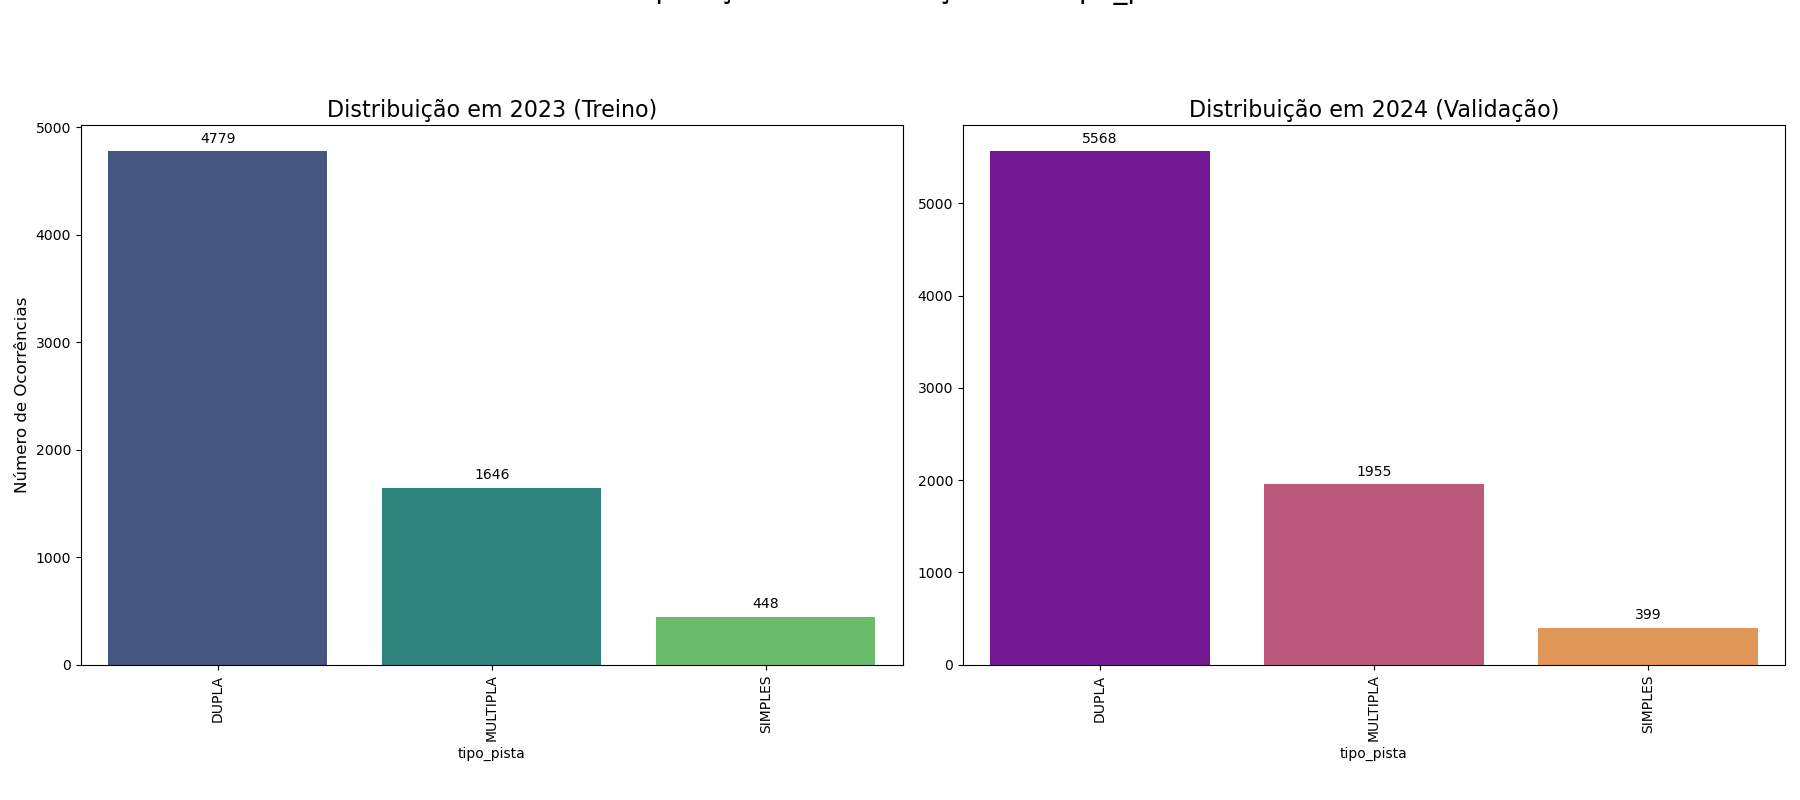 Distribuição em 2023 (Treino)
Número de Ocorrências
5000
4000
3000
2000
1000
0
4779
1646
448
DUPLA
MULTIPLA
SIMPLES
tipo_pista
Distribuição em 2024 (Validação)
5000
4000
3000
2000
1000
0
5568
1955
399
DUPLA
MULTIPLA
SIMPLES
tipo_pista